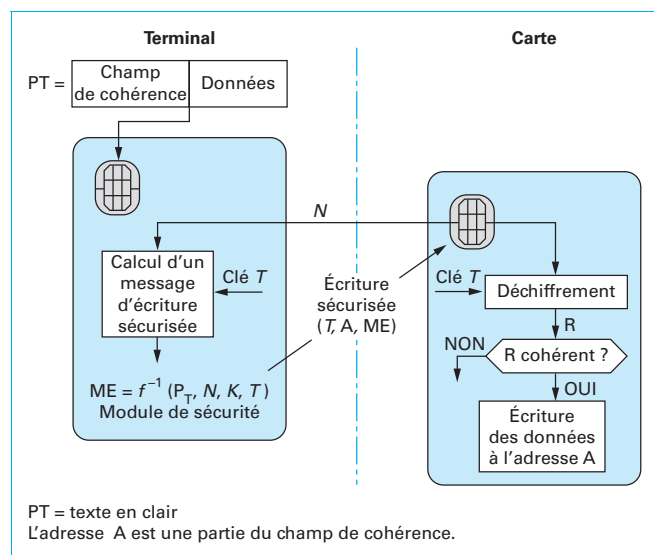 Terminal
Carte
PT =
Champ
de cohérence
Données
N
Calcul d'un
message
d'écriture
sécurisée
Clé T
Écriture
sécurisée
(T, A, ME)
Clé T
Déchiffrement
R
NON
R cohérent ?
OUI
Écriture
des données
à l'adresse A
ME = f⁻¹ (P_T, N, K, T)
Module de sécurité
PT = texte en clair
L'adresse A est une partie du champ de cohérence.